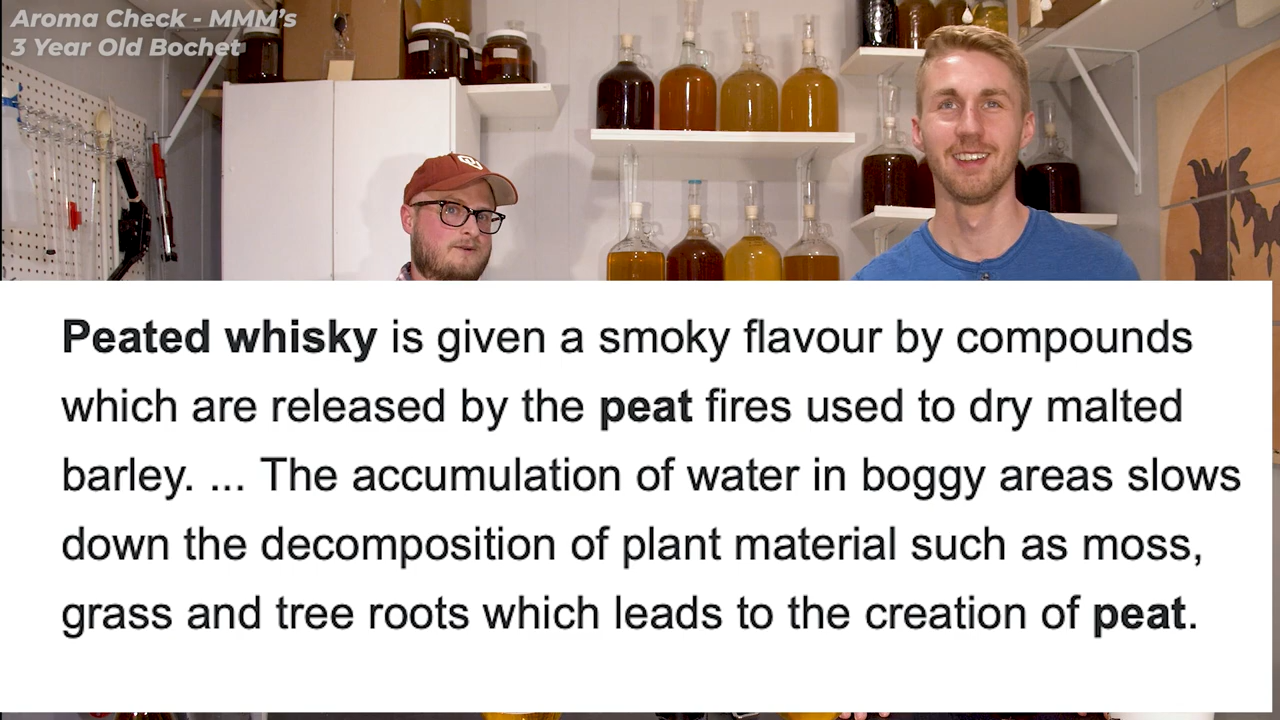 Aroma Check - MMM's
3 Year Old Bochet
Peated whisky is given a smoky flavour by compounds
which are released by the peat fires used to dry malted
barley. ... The accumulation of water in boggy areas slows
down the decomposition of plant material such as moss,
grass and tree roots which leads to the creation of peat.